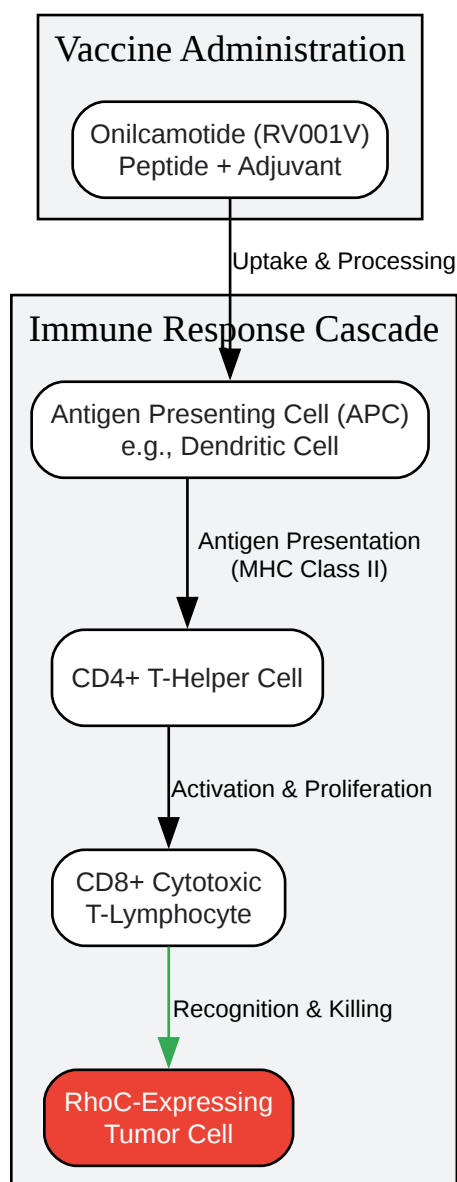 Vaccine Administration
Onilcamotide (RV001V)
Peptide + Adjuvant
Uptake & Processing
Immune Response Cascade
Antigen Presenting Cell (APC)
e.g., Dendritic Cell
Antigen Presentation
(MHC Class II)
CD4+ T-Helper Cell
Activation & Proliferation
CD8+ Cytotoxic
T-Lymphocyte
Recognition & Killing
RhoC-Expressing
Tumor Cell